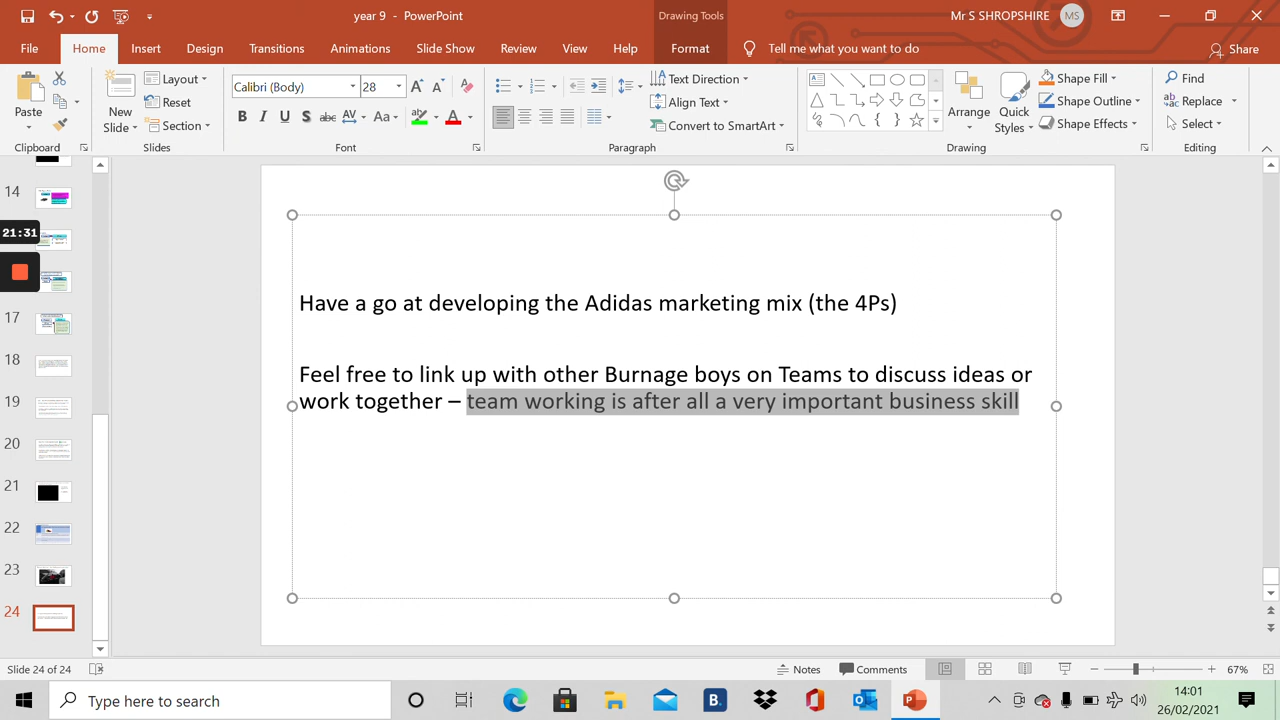 year 9 - PowerPoint
Drawing Tools
Mr S SHROPSHIRE
MS
File
Home
Insert
Design
Transitions
Animations
Slide Show
Review
View
Help
Format
Tell me what you want to do
Share
Paste
New
Slide
Layout
Reset
Section
Calibri (Body)
28
Text Direction
Align Text
Convert to SmartArt
Arrange
Quick
Styles
Shape Fill
Shape Outline
Shape Effects
Find
Replace
Select
Clipboard
Slides
Font
Paragraph
Drawing
Editing
14
21:31
17
18
19
20
21
22
23
24
Have a go at developing the Adidas marketing mix (the 4Ps)
Feel free to link up with other Burnage boys on Teams to discuss ideas or
work together – team working is after all a very important business skill
Slide 24 of 24
Notes
Comments
67%
Type here to search
14:01
26/02/2021